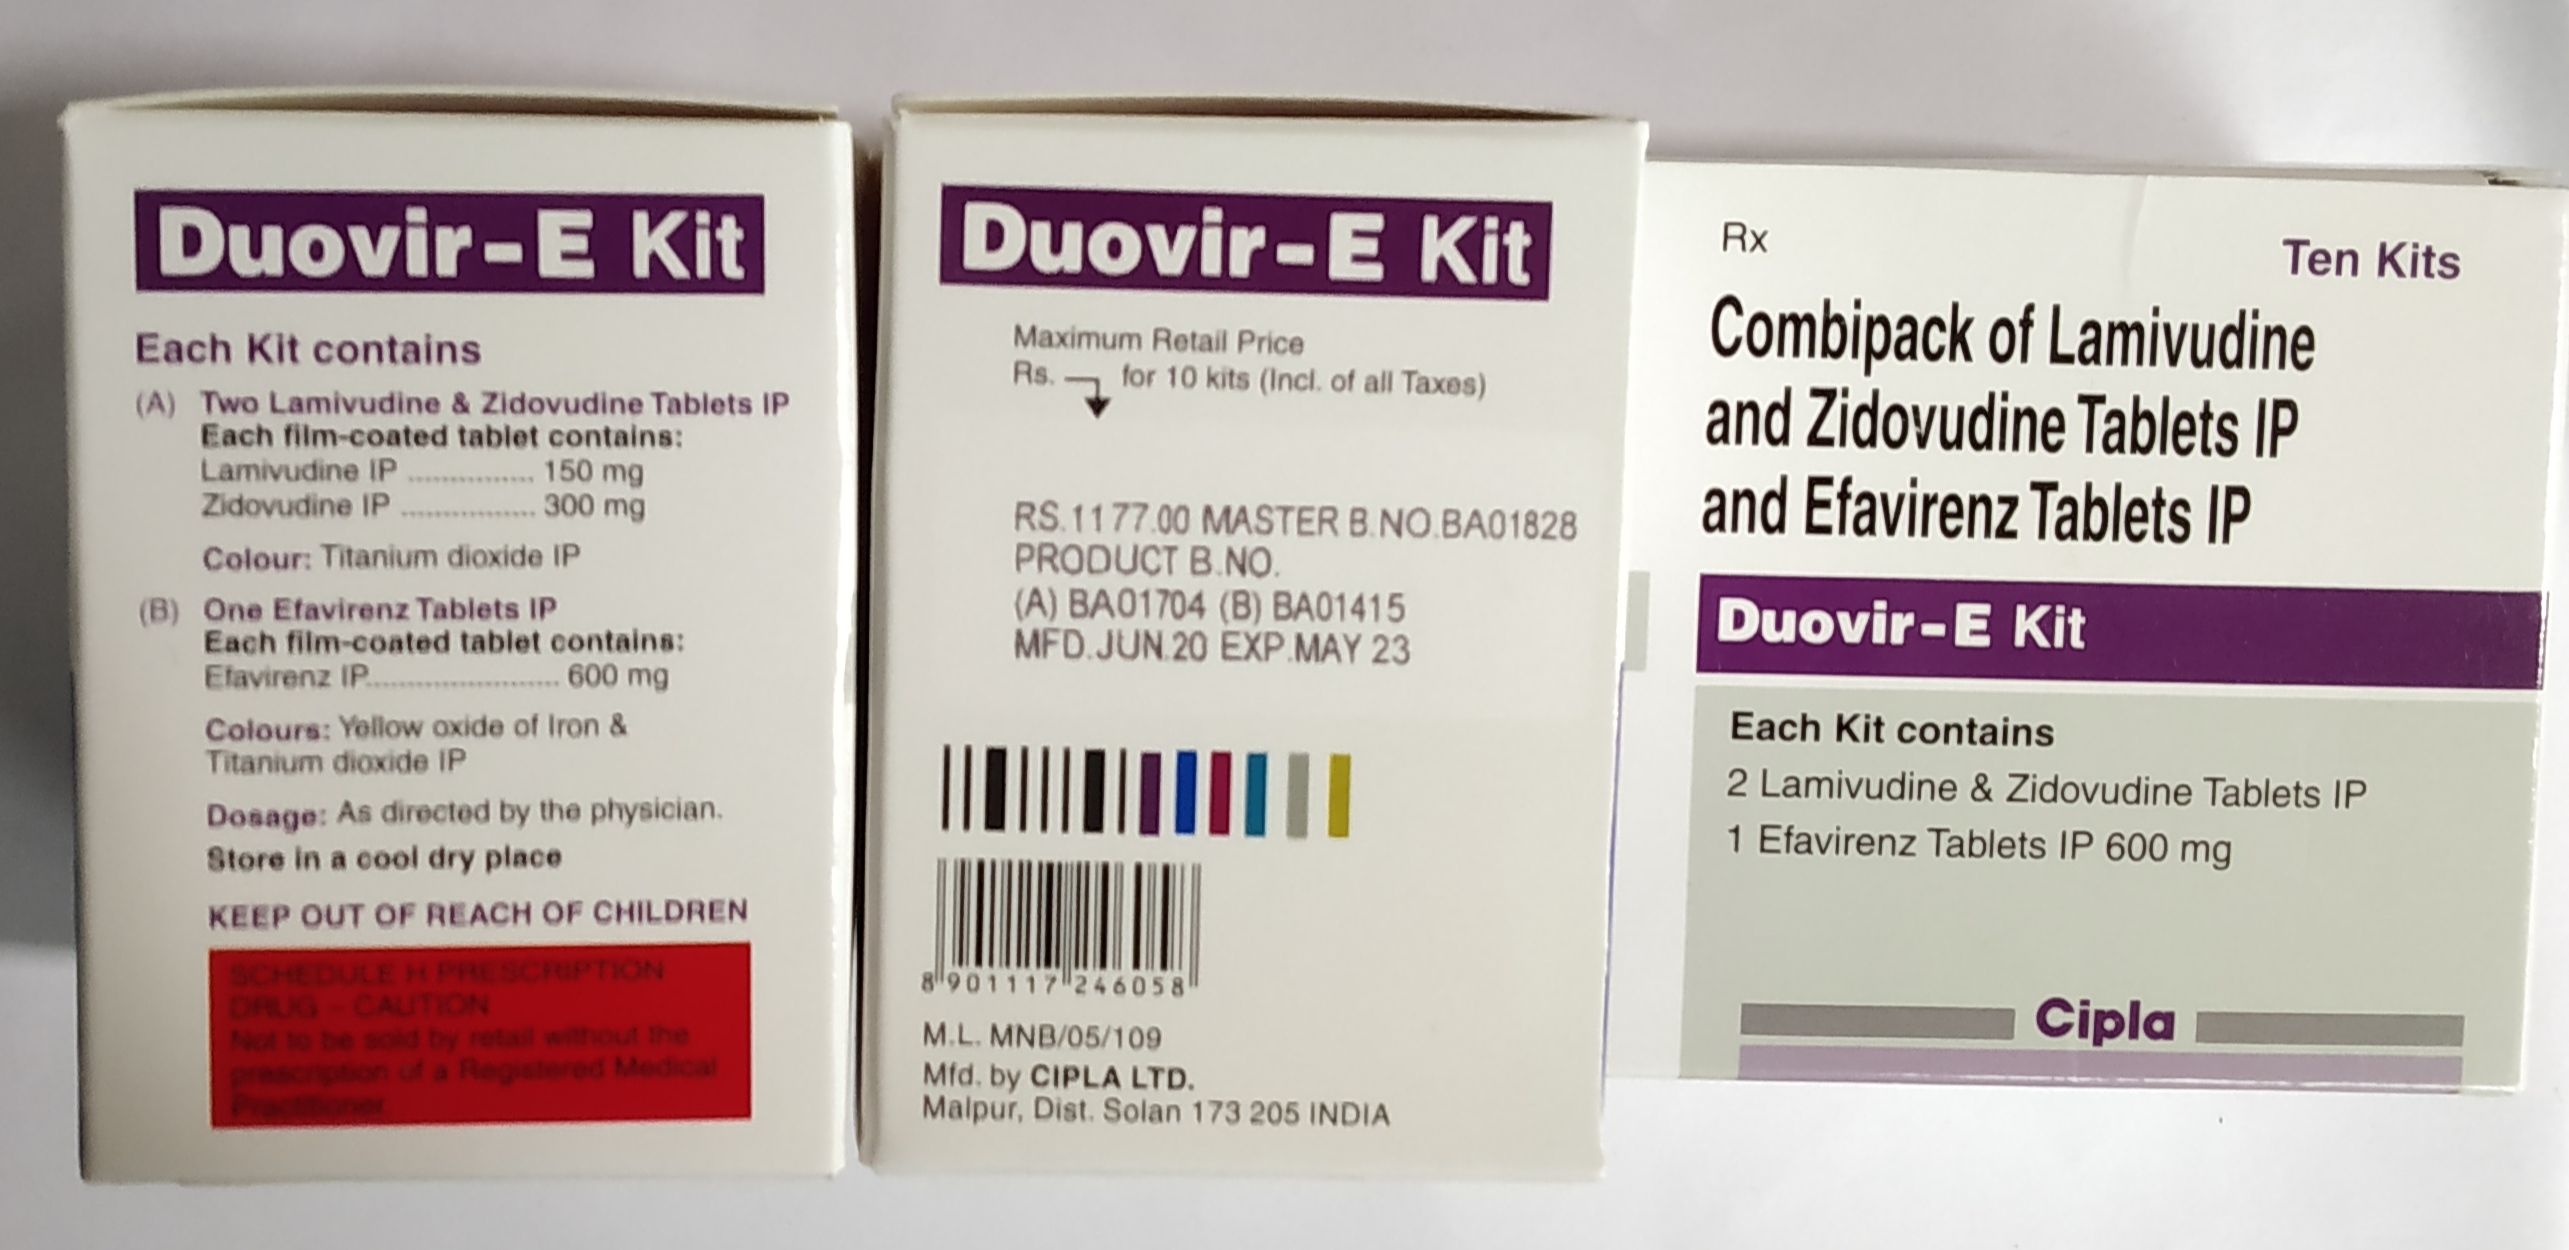 Duovir-E Kit
Each Kit contains
(A) Two Lamivudine & Zidovudine Tablets IP
Each film-coated tablet contains:
Lamivudine IP ............... 150 mg
Zidovudine IP ................ 300 mg
Colour: Titanium dioxide IP
(B) One Efavirenz Tablets IP
Each film-coated tablet contains:
Efavirenz IP........................ 600 mg
Colours: Yellow oxide of Iron &
Titanium dioxide IP
Dosage: As directed by the physician.
Store in a cool dry place
KEEP OUT OF REACH OF CHILDREN
SCHEDULE H PRESCRIPTION
DRUG - CAUTION
Not to be sold by retail without the
prescription of a Registered Medical
Practitioner.
Duovir-E Kit
Maximum Retail Price
Rs. for 10 kits (Incl. of all Taxes)
RS.1177.00 MASTER B.NO.BA01828
PRODUCT B.NO.
(A) BA01704 (B) BA01415
MFD.JUN.20 EXP.MAY 23
8 901117 246058
M.L. MNB/05/109
Mfd. by CIPLA LTD.
Malpur, Dist. Solan 173 205 INDIA
Rx
Ten Kits
Combipack of Lamivudine
and Zidovudine Tablets IP
and Efavirenz Tablets IP
Duovir-E Kit
Each Kit contains
2 Lamivudine & Zidovudine Tablets IP
1 Efavirenz Tablets IP 600 mg
Cipla